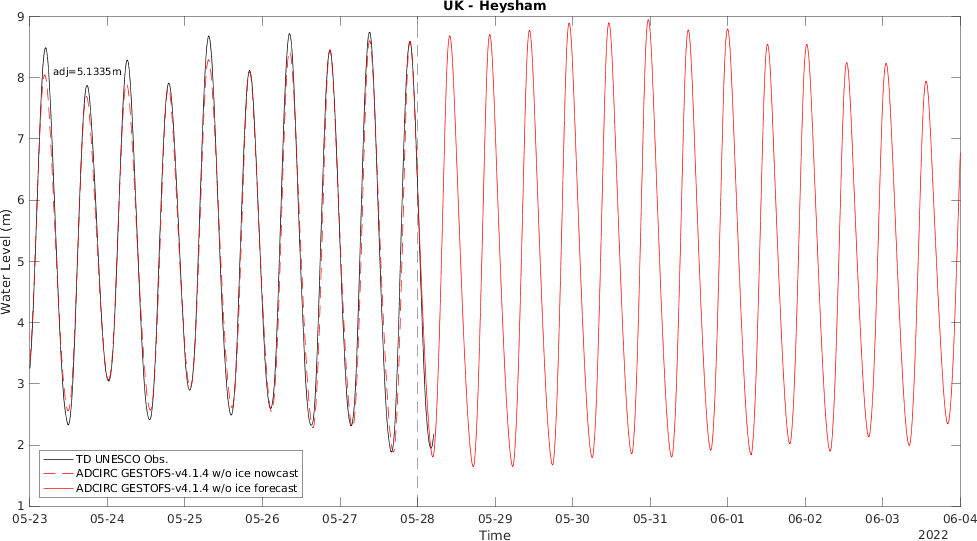 UK - Heysham
9
8
7
6
5
4
3
2
1
Water Level (m)
adj=5.1335m
TD UNESCO Obs.
ADCIRC GESTOFS-v4.1.4 w/o ice nowcast
ADCIRC GESTOFS-v4.1.4 w/o ice forecast
05-23 05-24 05-25 05-26 05-27 05-28 05-29 05-30 05-31 06-01 06-02 06-03 06-04
Time
2022